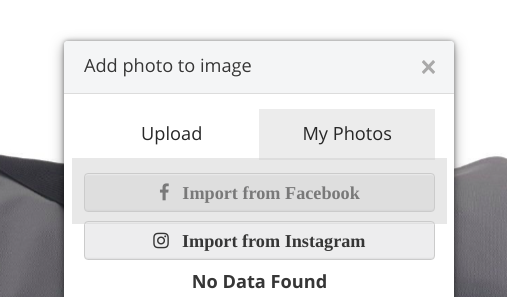 Add photo to image
Upload
My Photos
Import from Facebook
Import from Instagram
No Data Found